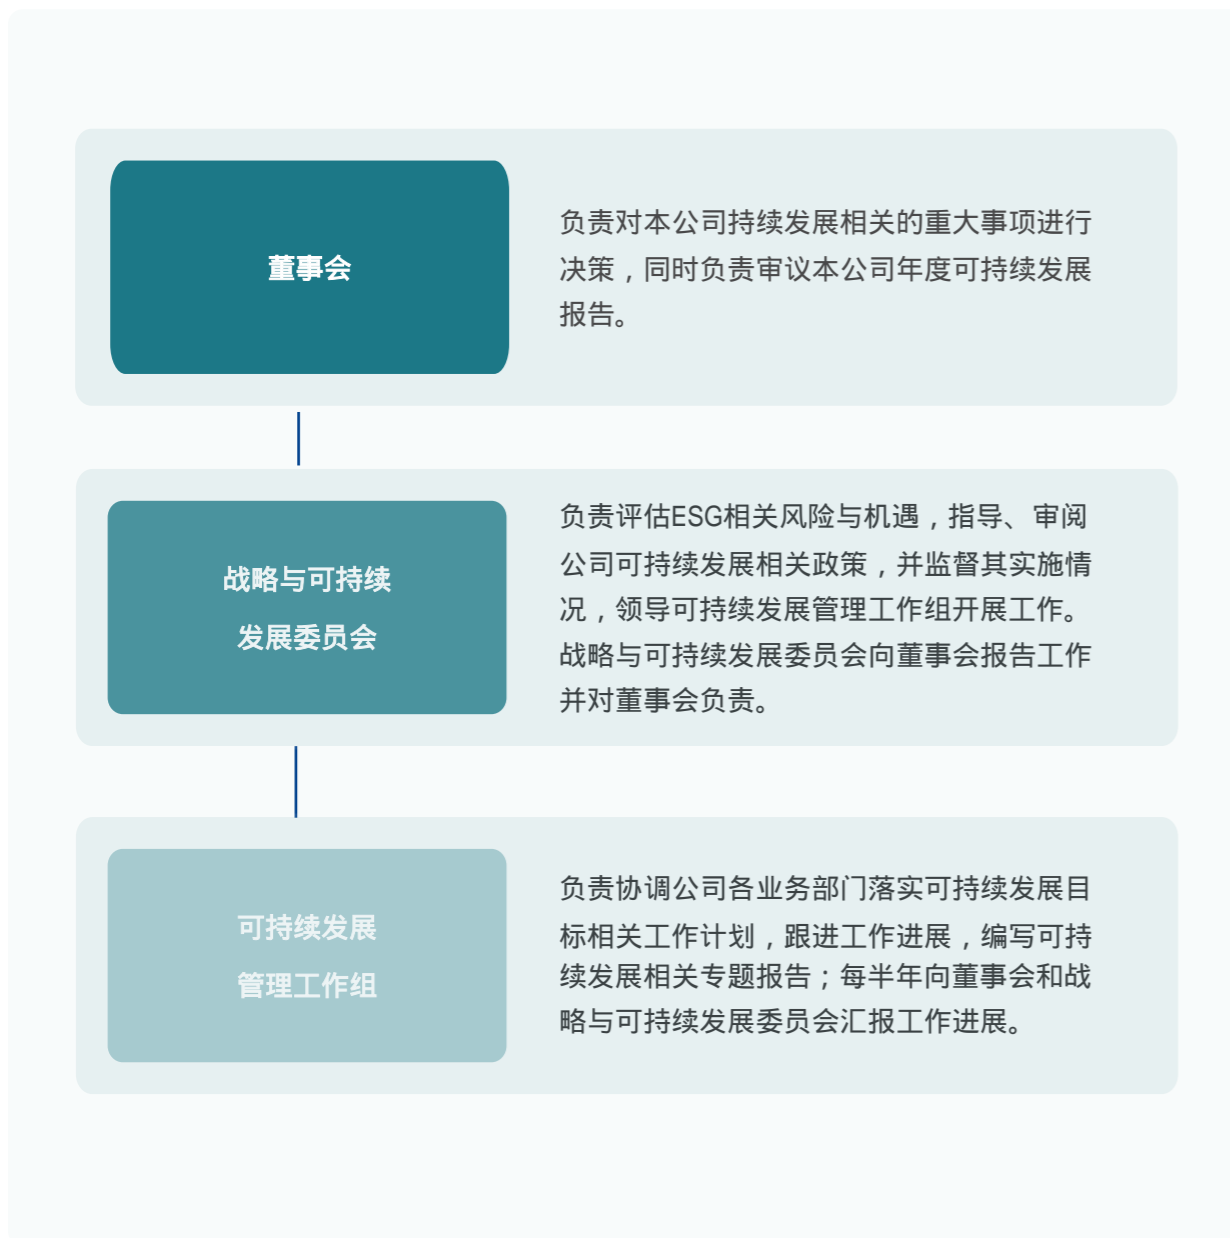 董事会
负责对本公司持续发展相关的重大事项进行
决策，同时负责审议本公司年度可持续发展
报告。
战略与可持续
发展委员会
负责评估ESG相关风险与机遇，指导、审阅
公司可持续发展相关政策，并监督其实施情
况，领导可持续发展管理工作组开展工作。
战略与可持续发展委员会向董事会报告工作
并对董事会负责。
可持续发展
管理工作组
负责协调公司各业务部门落实可持续发展目
标相关工作计划，跟进工作进展，编写可持
续发展相关专题报告；每半年向董事会和战
略与可持续发展委员会汇报工作进展。